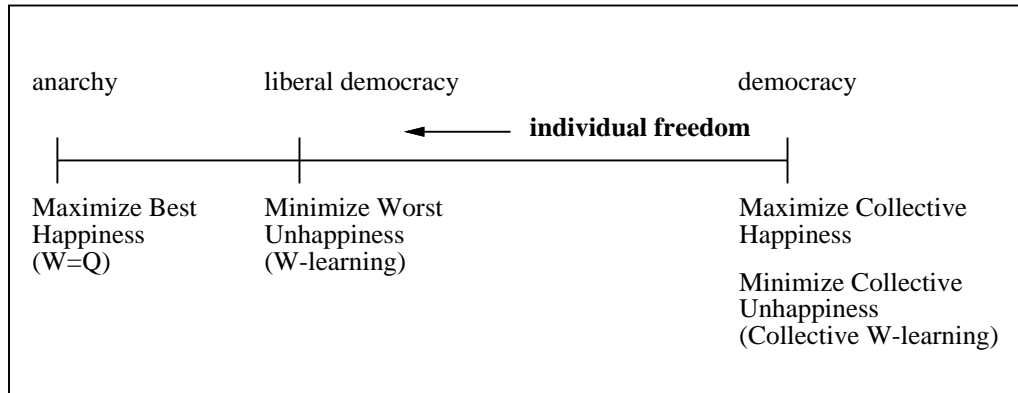 anarchy
liberal democracy
democracy
individual freedom
Maximize Best
Happiness
(W=Q)
Minimize Worst
Unhappiness
(W-learning)
Maximize Collective
Happiness
Minimize Collective
Unhappiness
(Collective W-learning)